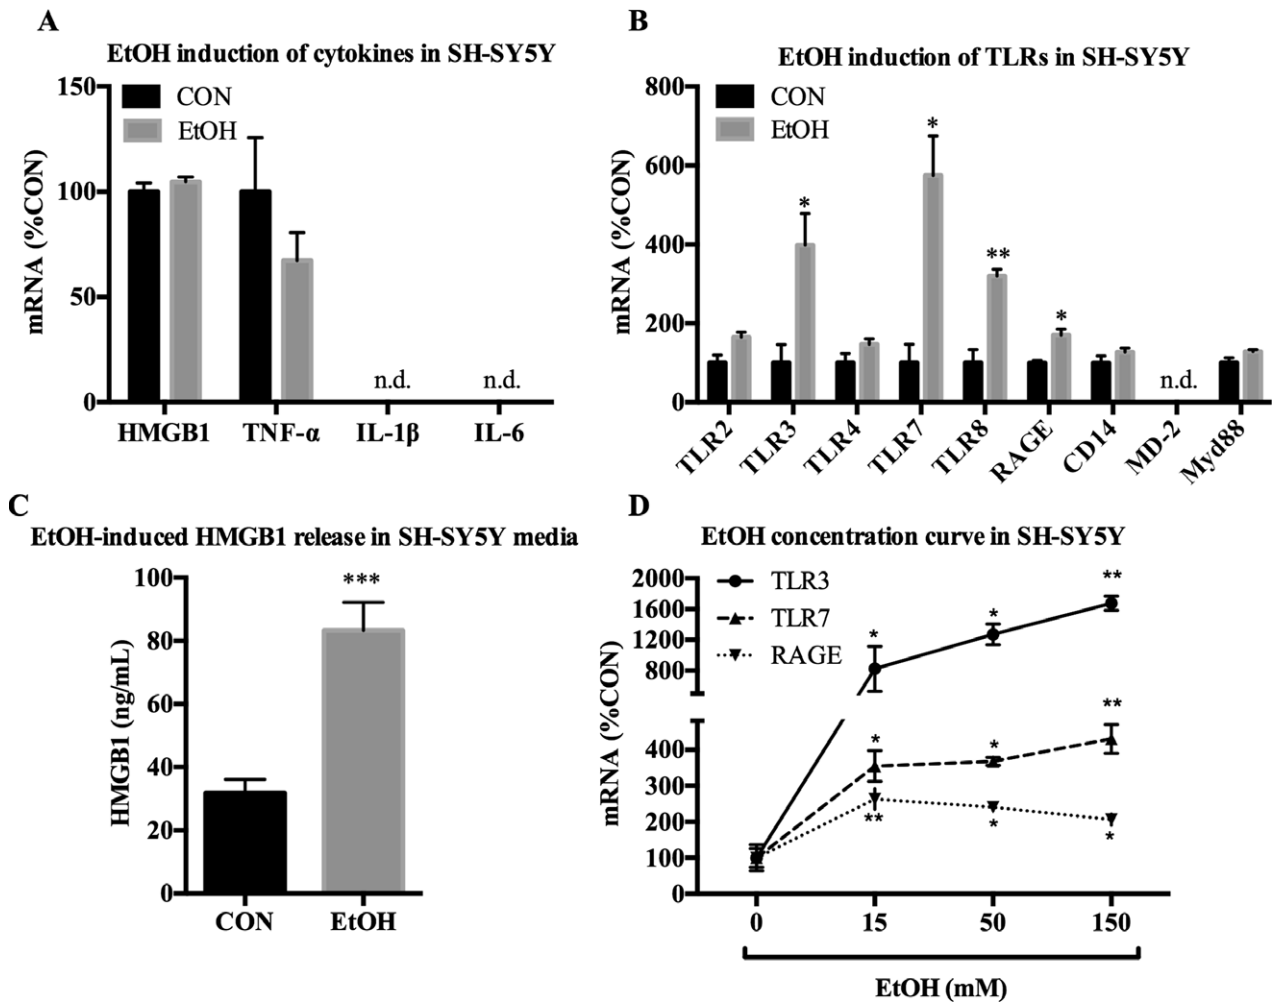 A
EtOH induction of cytokines in SH-SY5Y
150
100
50
0
mRNA (%CON)
CON
EtOH
n.d.
n.d.
HMGB1
TNF-α
IL-1β
IL-6
B
EtOH induction of TLRs in SH-SY5Y
800
600
400
200
0
mRNA (%CON)
CON
EtOH
*
*
**
*
n.d.
TLR2
TLR3
TLR4
TLR7
TLR8
RAGE
CD14
MD-2
Myd88
C
EtOH-induced HMGB1 release in SH-SY5Y media
100
80
60
40
20
0
HMGB1 (ng/mL)
***
CON
EtOH
D
EtOH concentration curve in SH-SY5Y
2000
1600
1200
800
400
300
200
100
0
mRNA (%CON)
TLR3
TLR7
RAGE
*
*
**
*
*
**
**
*
*
0
15
50
150
EtOH (mM)